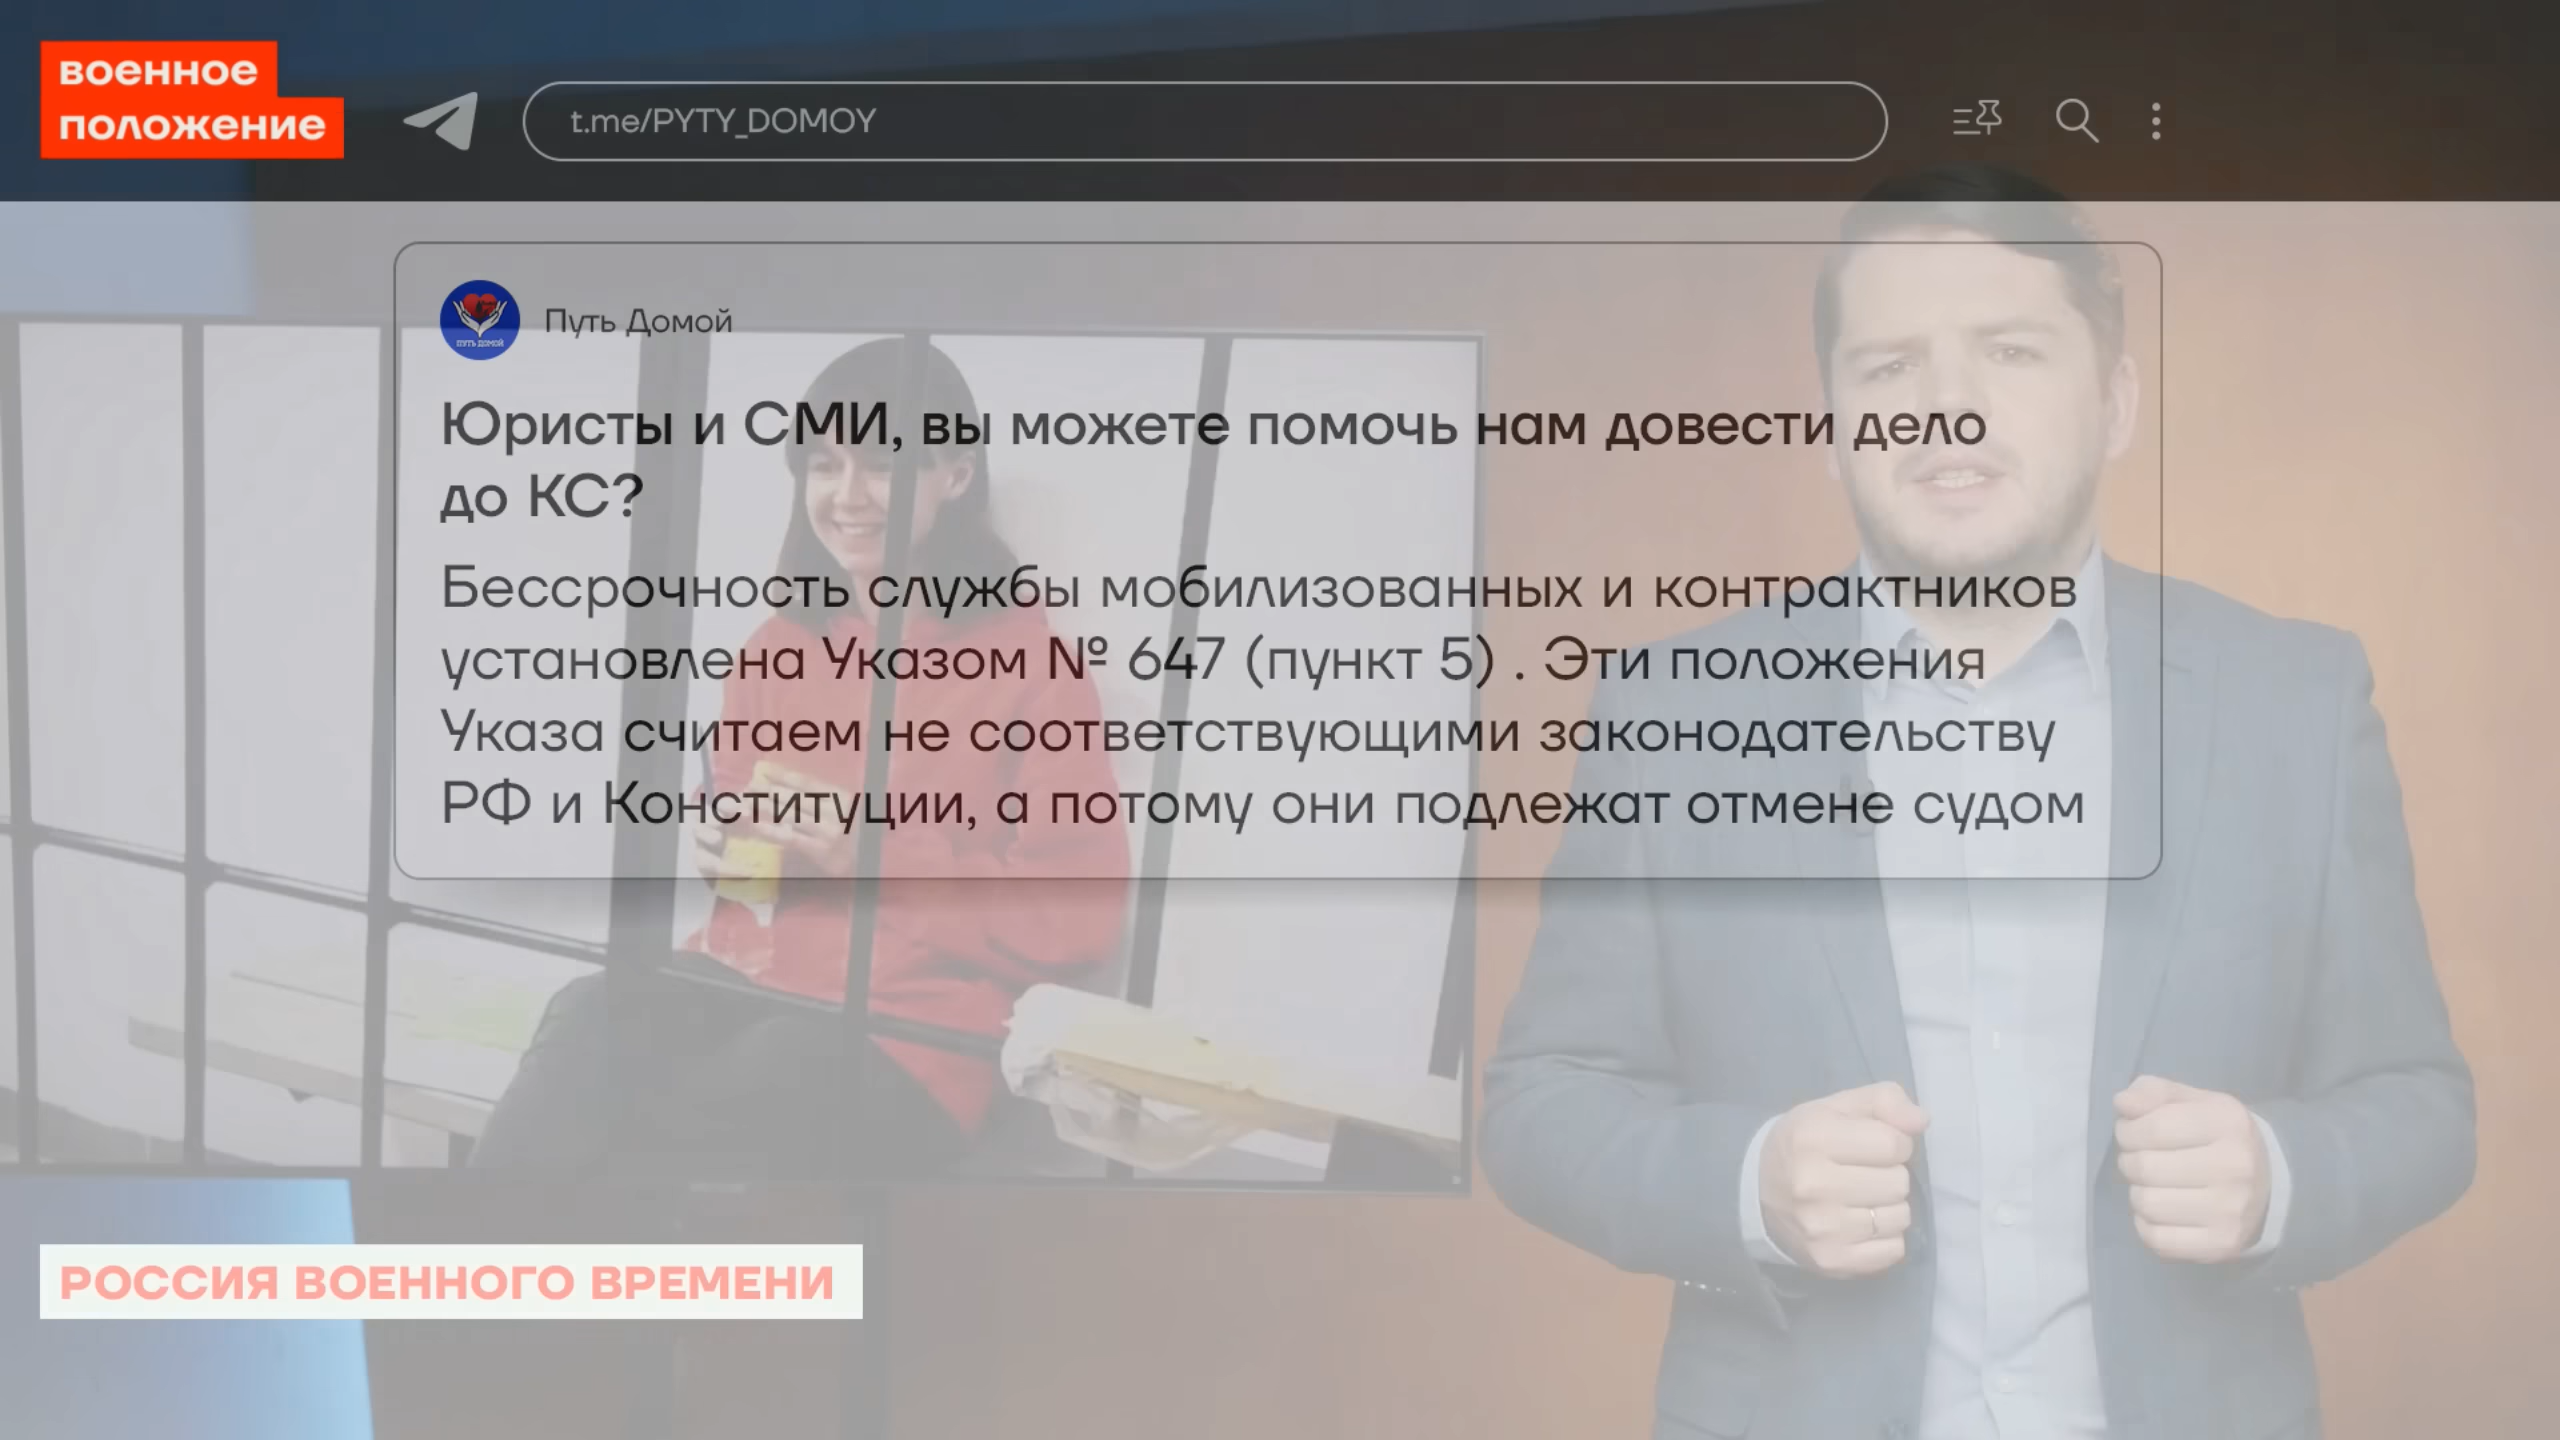 военное
положение
t.me/PYTY_DOMOY
Путь Домой
ПУТЬ ДОМОЙ
Юристы и СМИ, вы можете помочь нам довести дело
до КС?
Бессрочность службы мобилизованных и контрактников
установлена Указом № 647 (пункт 5) . Эти положения
Указа считаем не соответствующими законодательству
РФ и Конституции, а потому они подлежат отмене судом
РОССИЯ ВОЕННОГО ВРЕМЕНИ